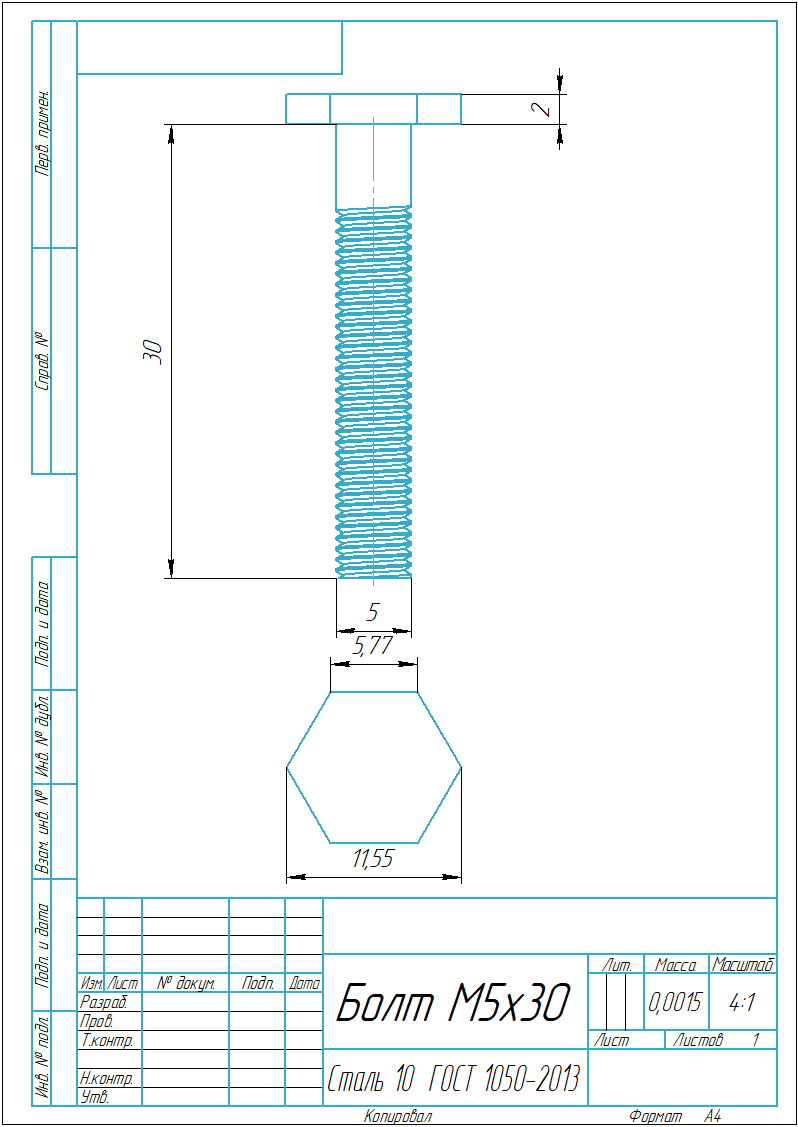 Перв. примен.
Справ. №
Подп. и дата
Инв. № дубл.
Взам. инв. №
Подп. и дата
Инв. № подл.
2
30
5
5,77
11,55
Изм. Лист № докум. Подп. Дата
Разраб.
Пров.
Т.контр.
Н.контр.
Утв.
Болт М5х30
Сталь 10 ГОСТ 1050-2013
Лит. Масса Масштаб
0,0015 4:1
Лист Листов 1
Копировал Формат А4